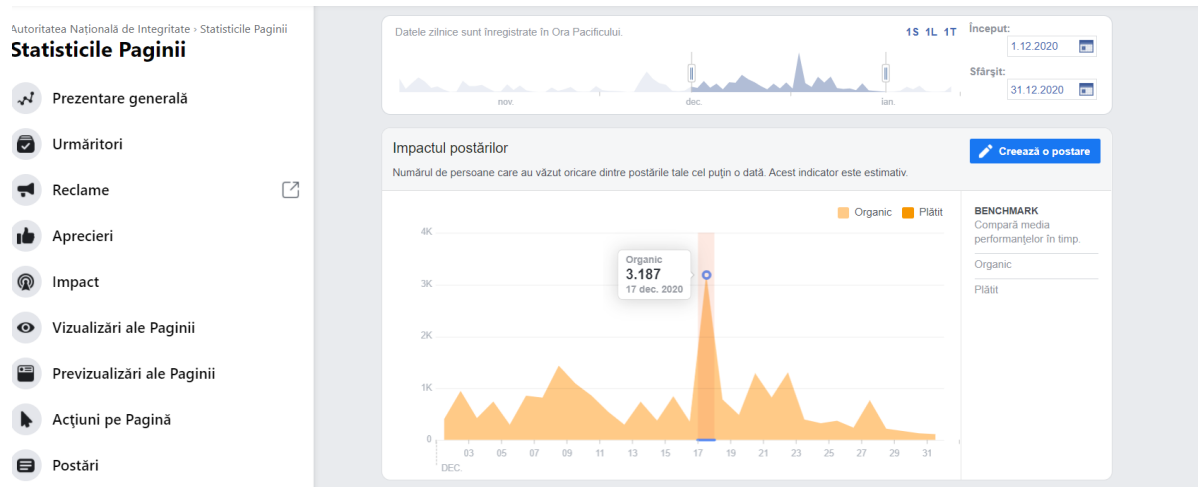 Autoritatea Națională de Integritate › Statisticile Paginii
Statisticile Paginii
Prezentare generală
Urmăritori
Reclame
Aprecieri
Impact
Vizualizări ale Paginii
Previzualizări ale Paginii
Acțiuni pe Pagină
Postări
Datele zilnice sunt înregistrate în Ora Pacificului.
1S 1L 1T
Început:
1.12.2020
Sfârșit:
31.12.2020
nov. dec. ian.
Impactul postărilor
Creează o postare
Numărul de persoane care au văzut oricare dintre postările tale cel puțin o dată. Acest indicator este estimativ.
Organic Plătit
4K
3K
2K
1K
0
Organic
3.187
17 dec. 2020
03 05 07 09 11 13 15 17 19 21 23 25 27 29 31
DEC.
BENCHMARK
Compară media
performanțelor în timp.
Organic
Plătit